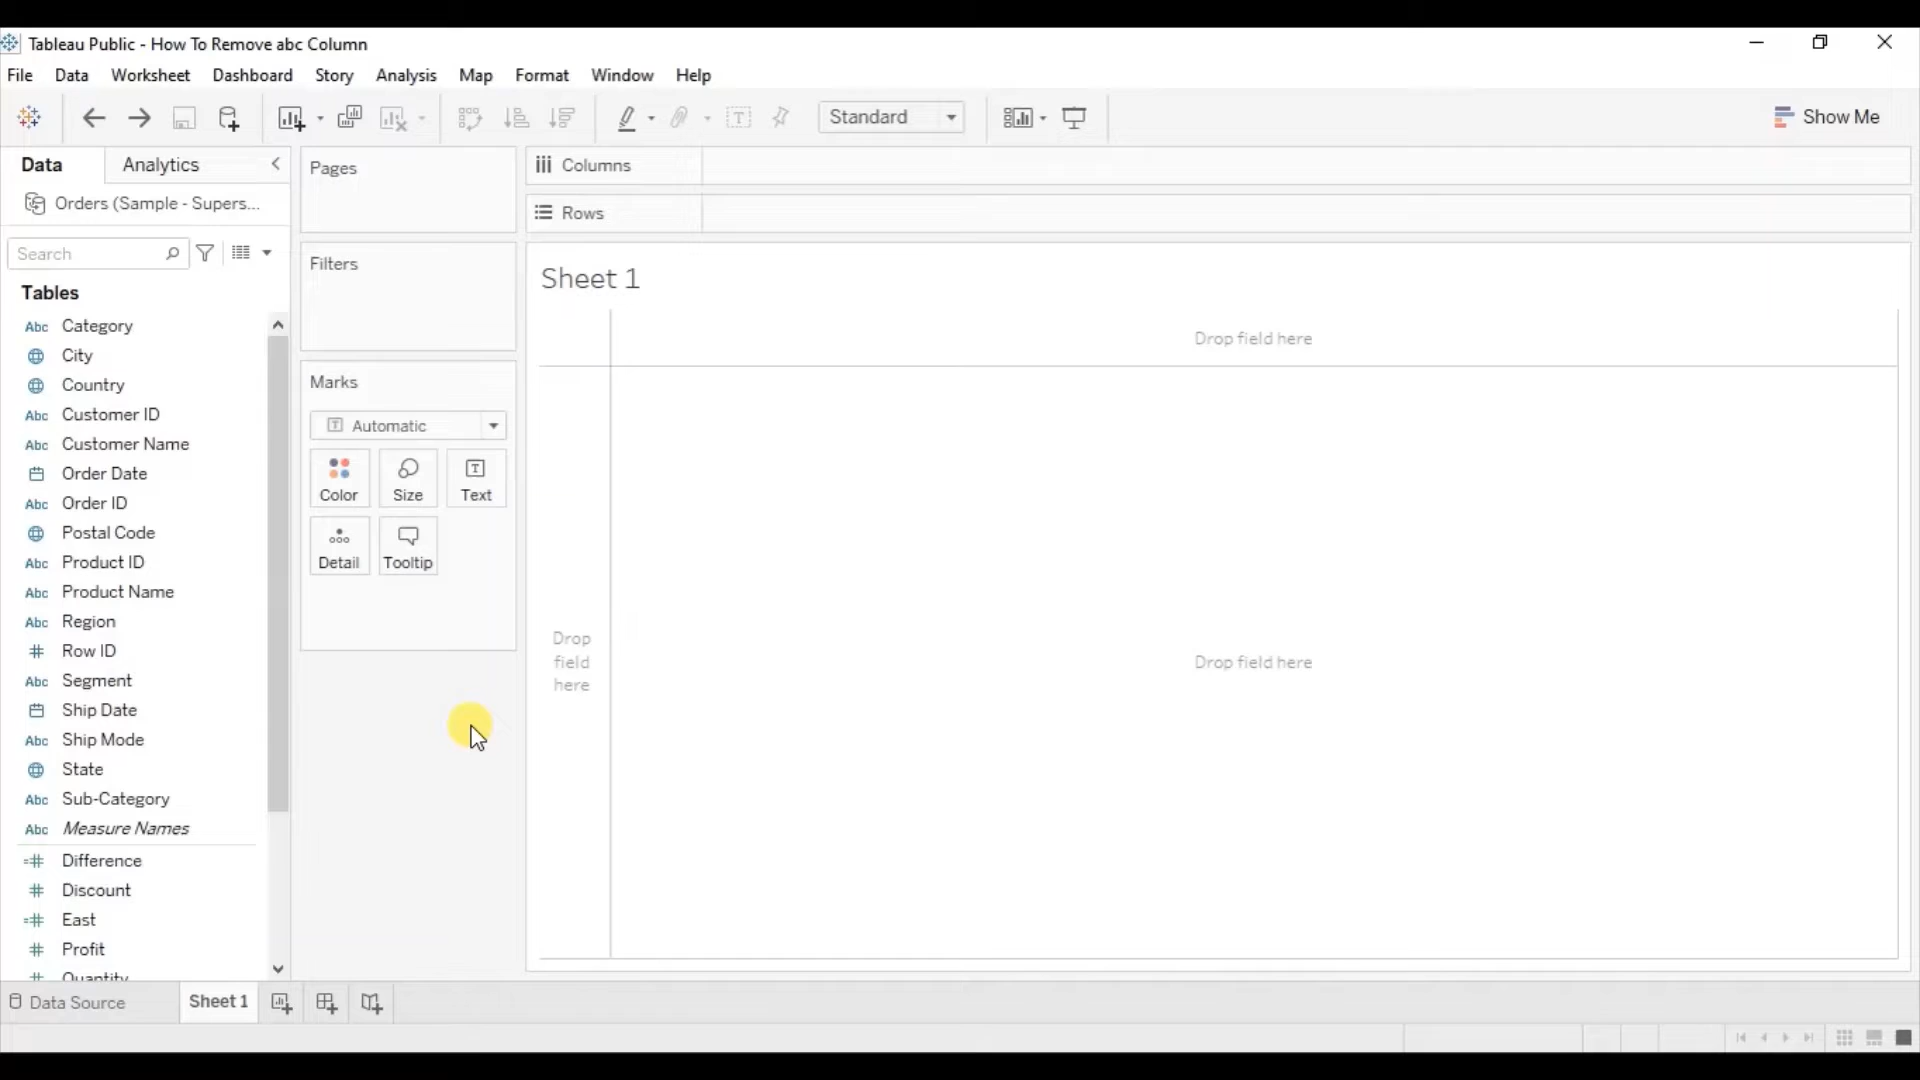 Tableau Public - How To Remove abc Column
File Data Worksheet Dashboard Story Analysis Map Format Window Help
Standard
Show Me
Data
Analytics
Orders (Sample - Supers...
Search
Tables
Abc Category
City
Country
Abc Customer ID
Abc Customer Name
Order Date
Abc Order ID
Postal Code
Abc Product ID
Abc Product Name
Abc Region
# Row ID
Abc Segment
Ship Date
Abc Ship Mode
State
Abc Sub-Category
Abc Measure Names
=# Difference
# Discount
=# East
# Profit
# Quantity
Pages
Filters
Marks
Automatic
Color
Size
Text
Detail
Tooltip
Columns
Rows
Sheet 1
Drop field here
Drop
field
here
Drop field here
Data Source
Sheet 1